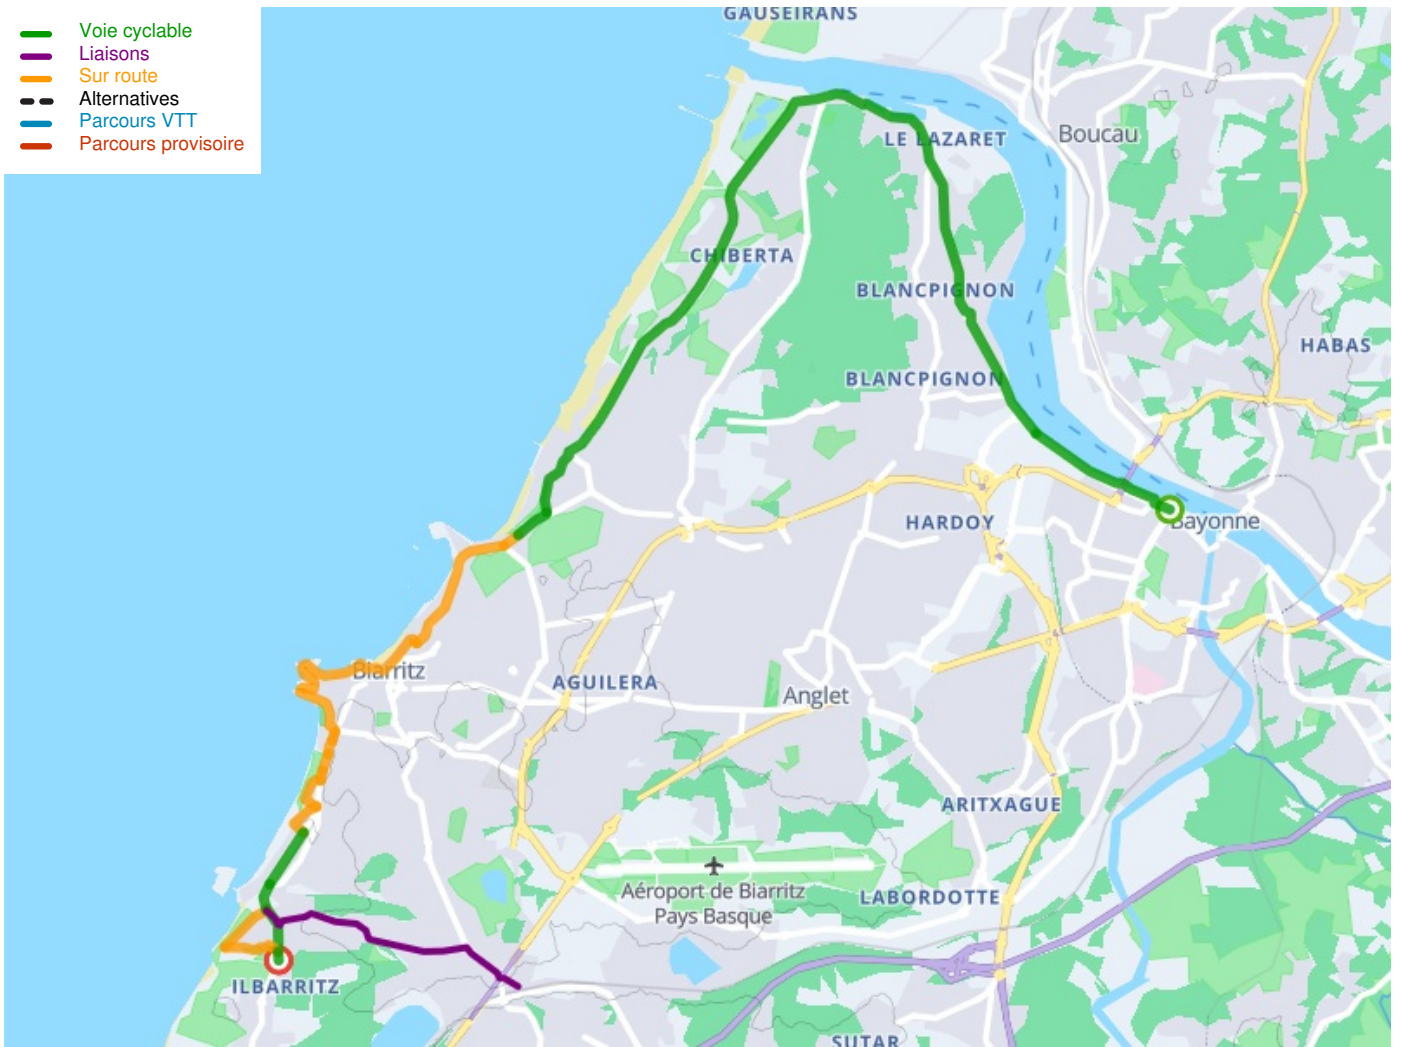 Voie cyclable
Liaisons
Sur route
Alternatives
Parcours VTT
Parcours provisoire
GAUSEIRANS
Boucau
LE LAZARET
CHIBERTA
BLANCPIGNON
HABAS
BLANCPIGNON
HARDOY
Bayonne
Biarritz
AGUILERA
Anglet
ARITXAGUE
Aéroport de Biarritz
Pays Basque
LABORDOTTE
ILBARRITZ
SUTAR